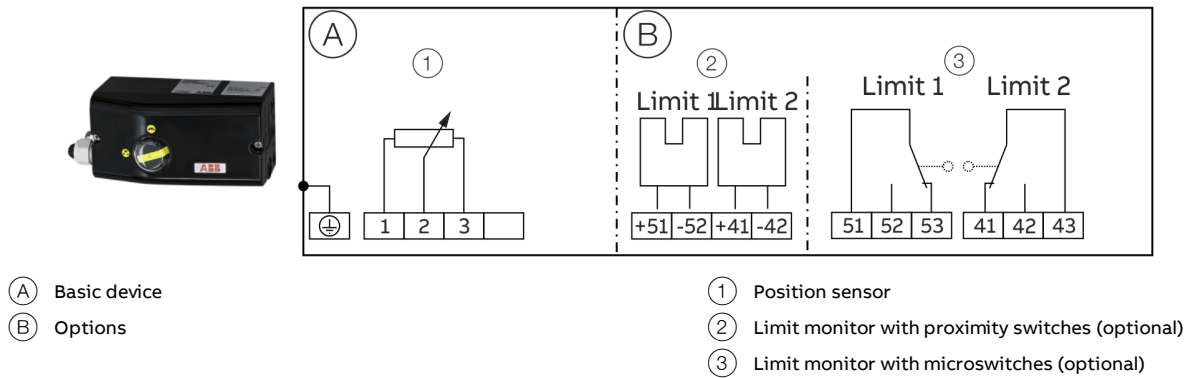 A
B
1
2
3
Limit 1
Limit 2
Limit 1
Limit 2
ABB
1 2 3
+51 -52 +41 -42
51 52 53
41 42 43
A Basic device
B Options
1 Position sensor
2 Limit monitor with proximity switches (optional)
3 Limit monitor with microswitches (optional)